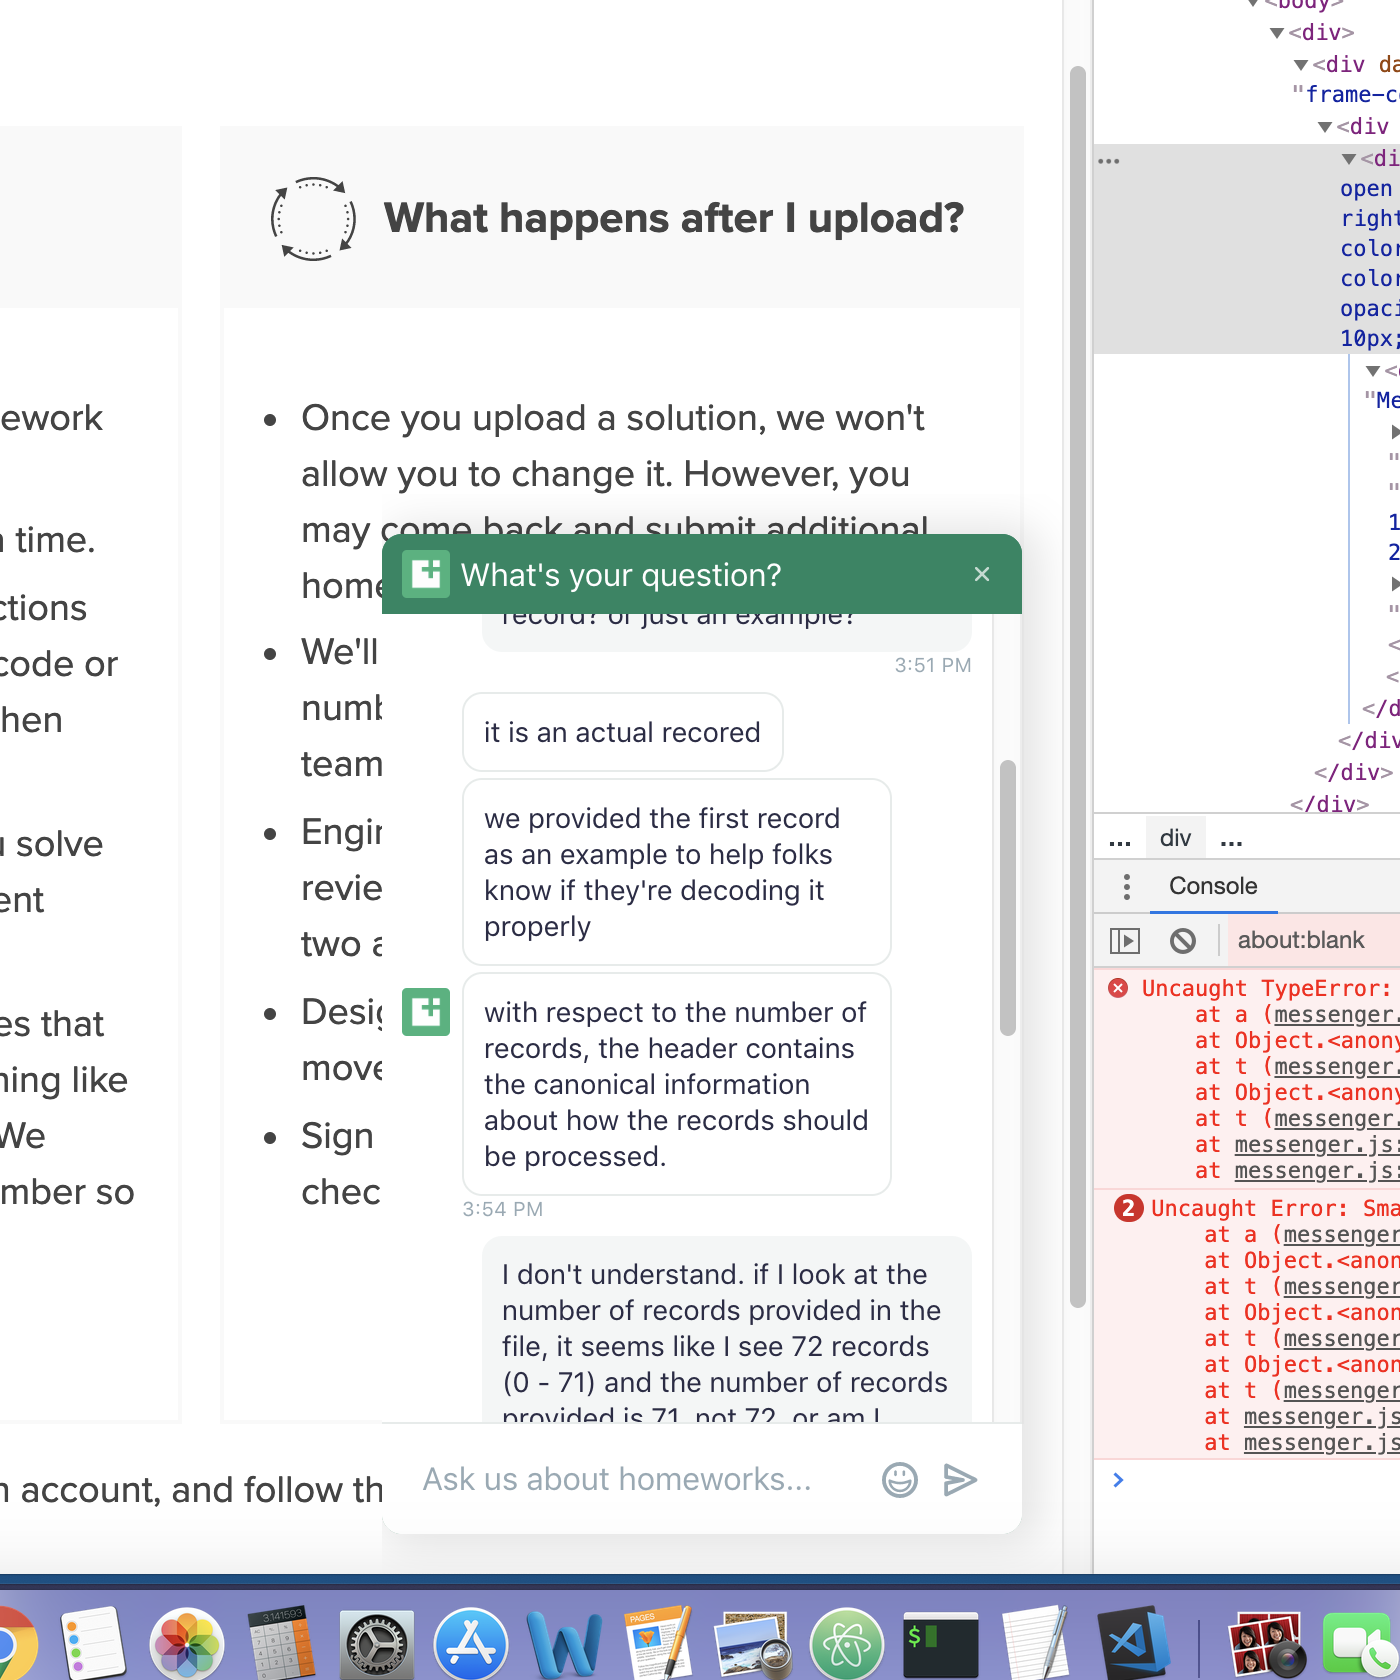 ework
n time.
ctions
code or
hen
u solve
ent
es that
ning like
We
mber so
What happens after I upload?
Once you upload a solution, we won't
allow you to change it. However, you
may come back and submit additional
home
We'll
numb
team
Engin
revie
two a
Desig
move
Sign
chec
n account, and follow th
What's your question?
record? or just an example?
3:51 PM
it is an actual recored
we provided the first record
as an example to help folks
know if they're decoding it
properly
with respect to the number of
records, the header contains
the canonical information
about how the records should
be processed.
3:54 PM
I don't understand. if I look at the
number of records provided in the
file, it seems like I see 72 records
(0 - 71) and the number of records
provided is 71, not 72, or am I
Ask us about homeworks...
▼<body>
▼<div>
▼<div da
"frame-c
▼<div
... ▼<di
open
right
color
color
opaci
10px;
▼<
"Me
"
"
1
2
"
<
<
</d
</div
</div>
</div>
... div ...
Console
about:blank
Uncaught TypeError:
at a (messenger.
at Object.<anony
at t (messenger.
at Object.<anony
at t (messenger.
at messenger.js:
at messenger.js:
2 Uncaught Error: Sma
at a (messenger
at Object.<anon
at t (messenger
at Object.<anon
at t (messenger
at Object.<anon
at t (messenger
at messenger.js
at messenger.js
>
3.141593
PAGES
$